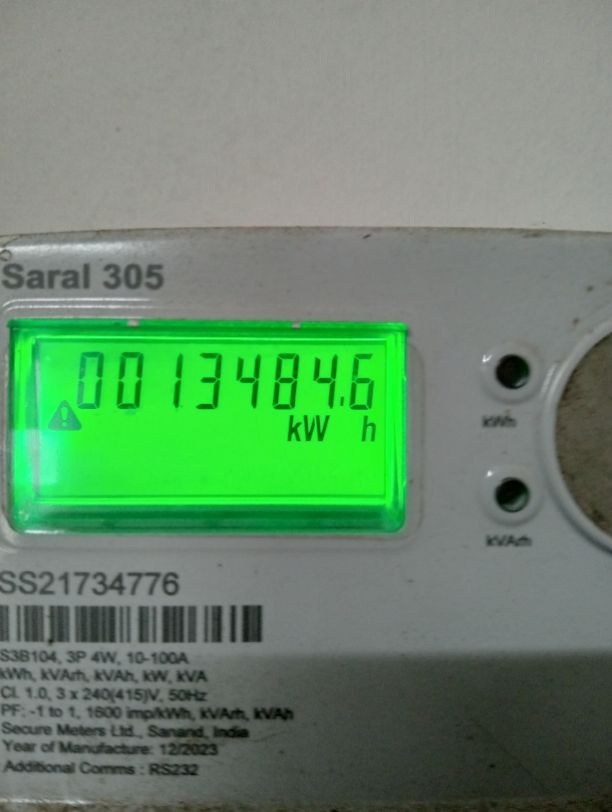 Saral 305
0013484.6
kW h
kWh
kVArh
SS21734776
S3B104, 3P 4W, 10-100A
kWh, kVArh, kVAh, kW, kVA
Cl. 1.0, 3 x 240(415)V, 50Hz
PF: -1 to 1, 1600 imp/kWh, kVArh, kVAh
Secure Meters Ltd., Sanand, India
Year of Manufacture: 12/2023
Additional Comms : RS232